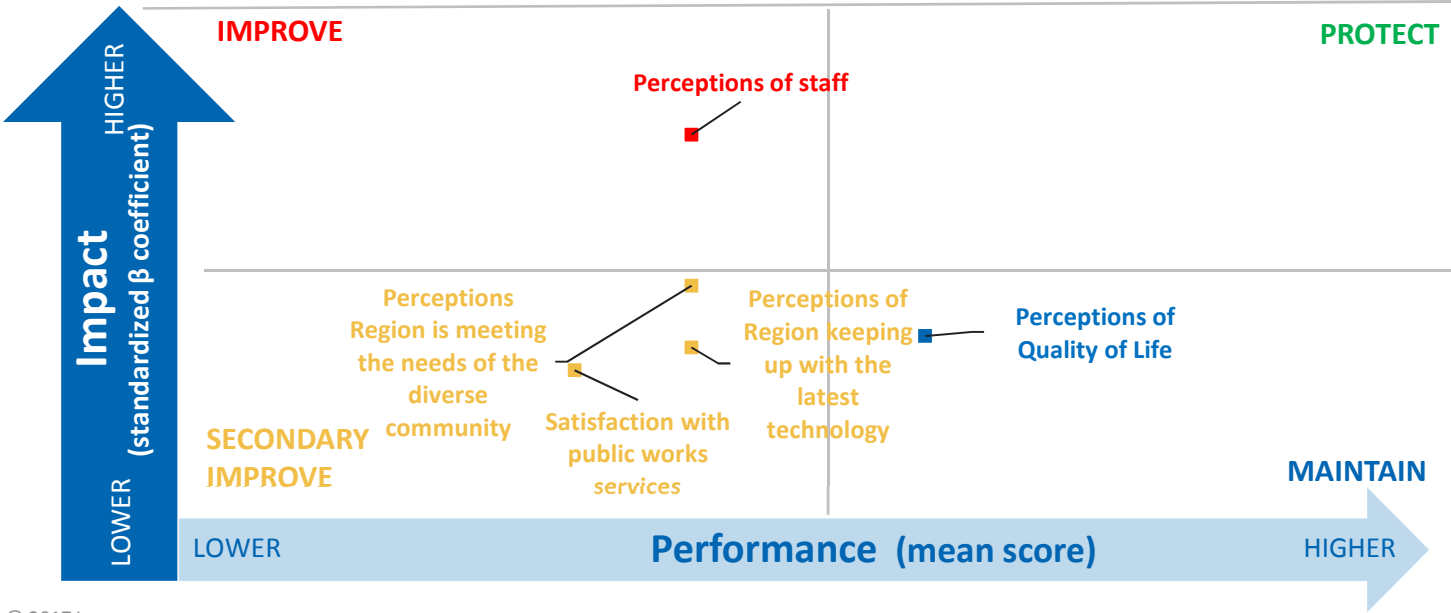 IMPROVE
PROTECT
HIGHER
Impact
(standardized β coefficient)
LOWER
Perceptions of staff
Perceptions
Region is meeting
the needs of the
diverse
community
Perceptions of
Region keeping
up with the
latest
technology
Perceptions of
Quality of Life
Satisfaction with
public works
services
SECONDARY
IMPROVE
MAINTAIN
LOWER
Performance (mean score)
HIGHER